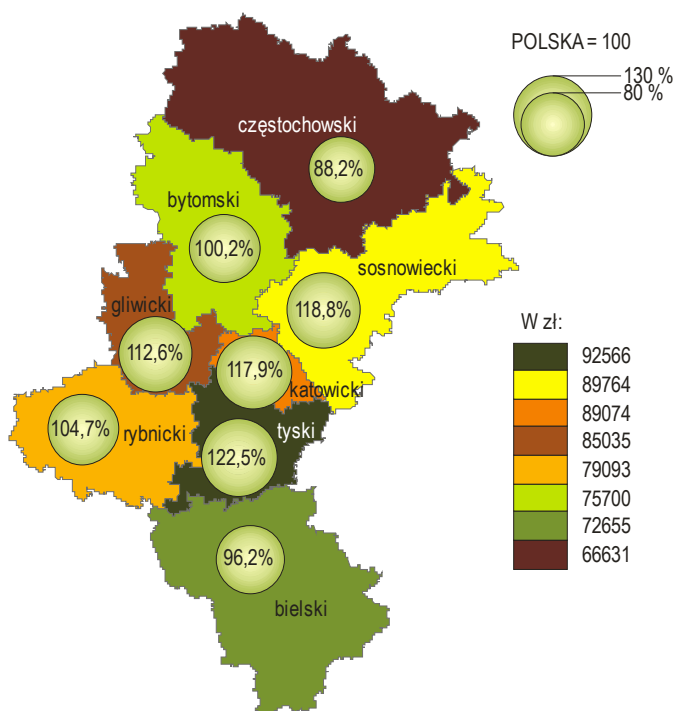 POLSKA = 100
130 %
80 %
częstochowski
88,2%
bytomski
100,2%
sosnowiecki
118,8%
gliwicki
112,6%
117,9%
katowicki
104,7%
rybnicki
tyski
122,5%
96,2%
bielski
W zł:
92566
89764
89074
85035
79093
75700
72655
66631